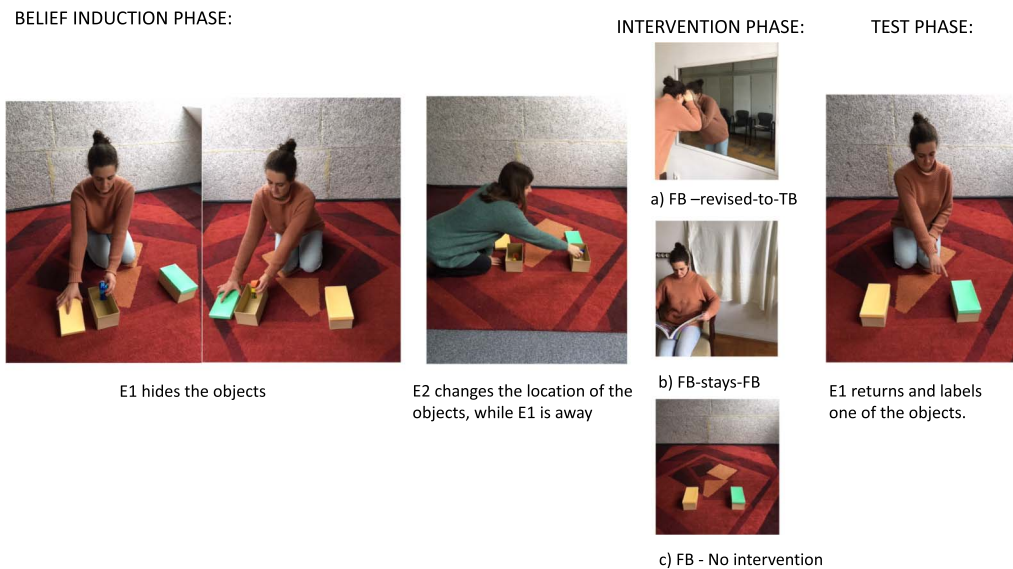 BELIEF INDUCTION PHASE:
INTERVENTION PHASE:
TEST PHASE:
E1 hides the objects
E2 changes the location of the
objects, while E1 is away
a) FB –revised-to-TB
b) FB-stays-FB
c) FB - No intervention
E1 returns and labels
one of the objects.